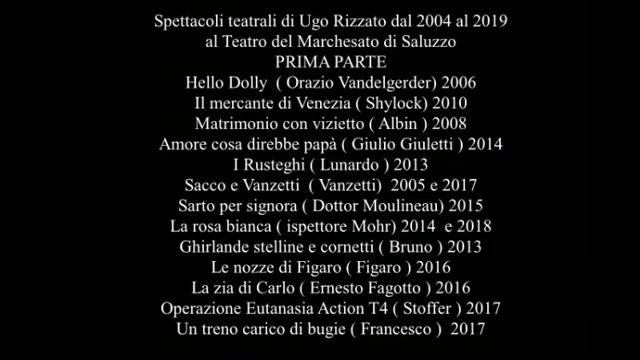 Spettacoli teatrali di Ugo Rizzato dal 2004 al 2019
al Teatro del Marchesato di Saluzzo
PRIMA PARTE
Hello Dolly ( Orazio Vandelgerder) 2006
Il mercante di Venezia ( Shylock) 2010
Matrimonio con vizietto ( Albin ) 2008
Amore cosa direbbe papà ( Giulio Giuletti ) 2014
I Rusteghi ( Lunardo ) 2013
Sacco e Vanzetti ( Vanzetti) 2005 e 2017
Sarto per signora ( Dottor Moulineau) 2015
La rosa bianca ( ispettore Mohr) 2014 e 2018
Ghirlande stelline e cornetti ( Bruno ) 2013
Le nozze di Figaro ( Figaro ) 2016
La zia di Carlo ( Ernesto Fagotto ) 2016
Operazione Eutanasia Action T4 ( Stoffer ) 2017
Un treno carico di bugie ( Francesco ) 2017